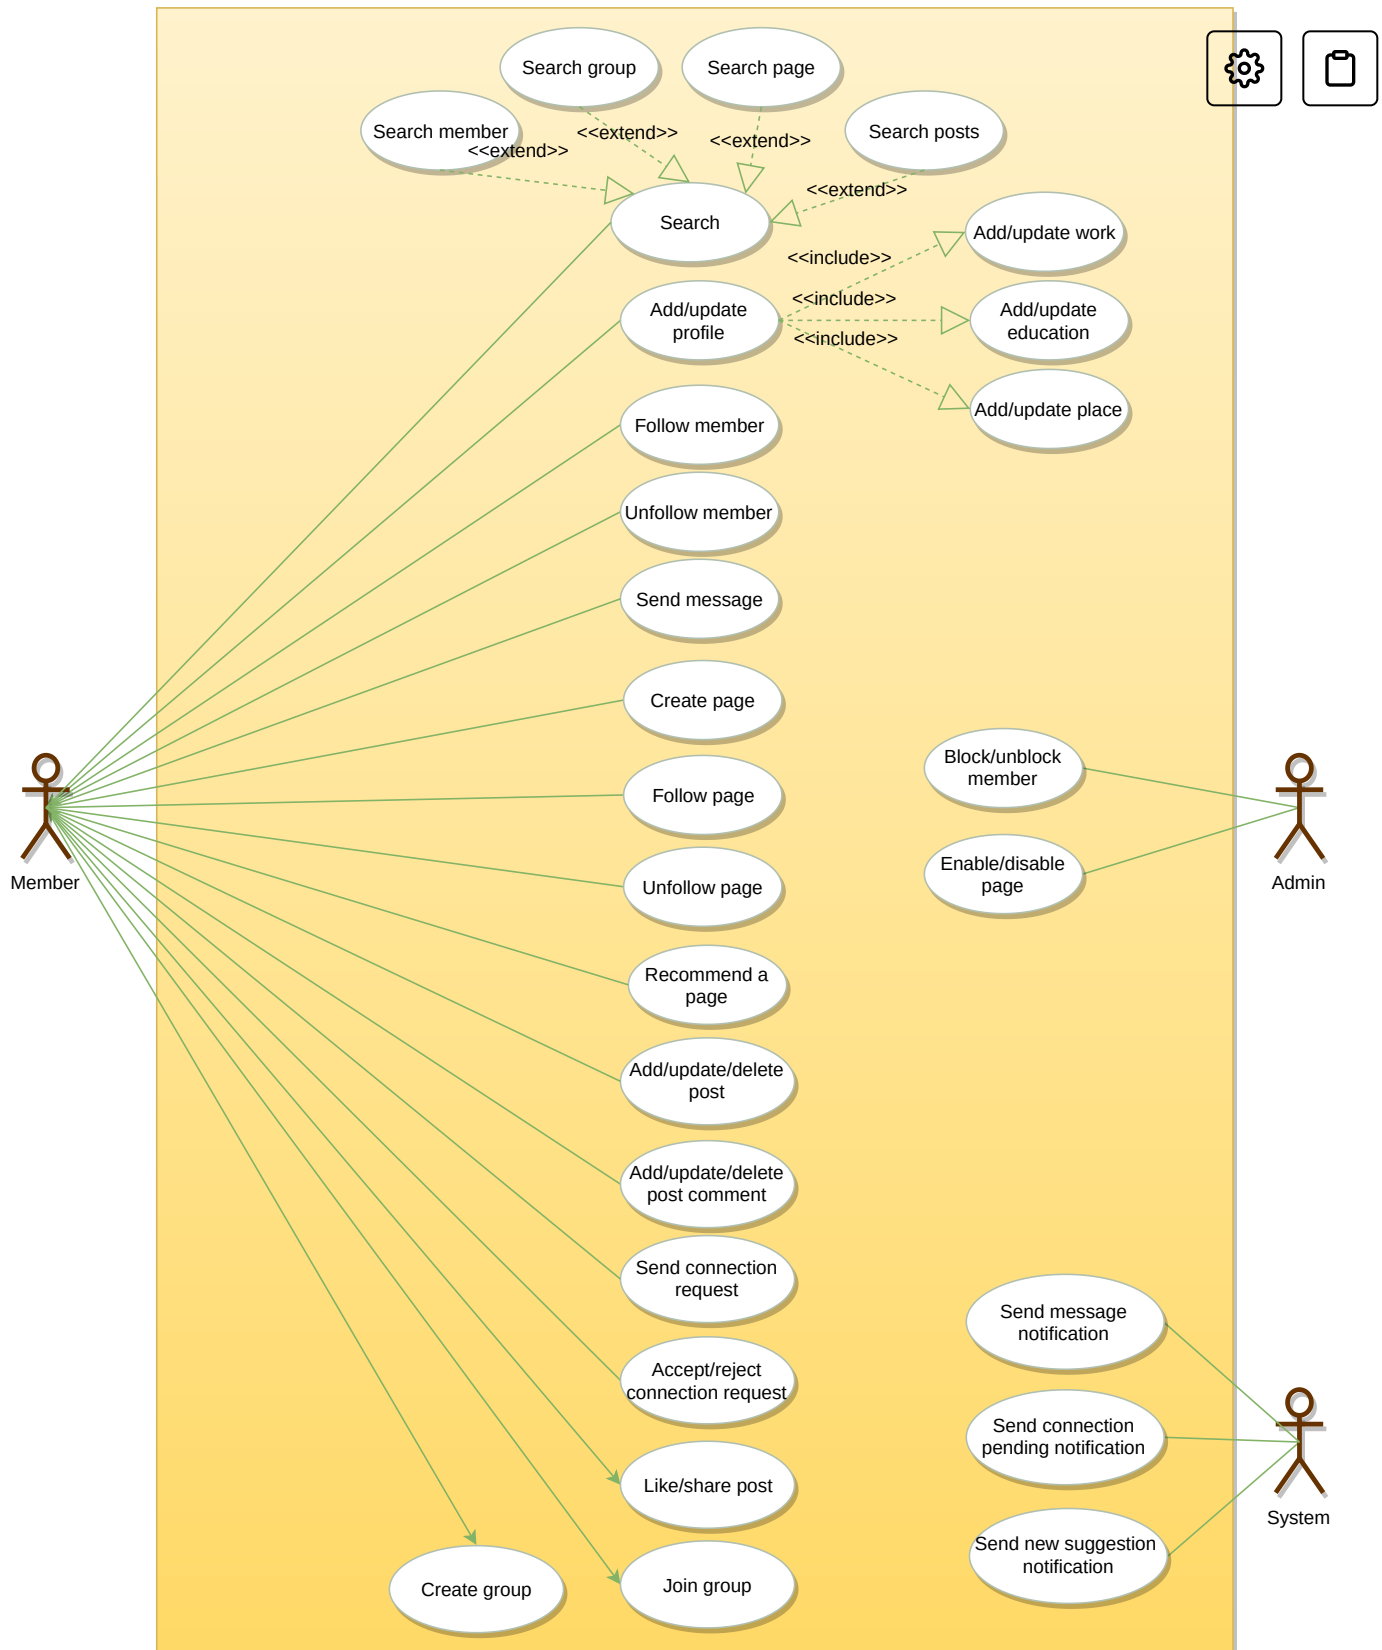 Search group
Search page
Search member
<<extend>>
<<extend>>
<<extend>>
Search posts
<<extend>>
Search
Add/update work
<<include>>
Add/update
profile
<<include>>
Add/update
education
<<include>>
Add/update place
Follow member
Unfollow member
Send message
Create page
Block/unblock
member
Follow page
Member
Enable/disable
page
Admin
Unfollow page
Recommend a
page
Add/update/delete
post
Add/update/delete
post comment
Send connection
request
Send message
notification
Accept/reject
connection request
Send connection
pending notification
Like/share post
System
Send new suggestion
notification
Create group
Join group